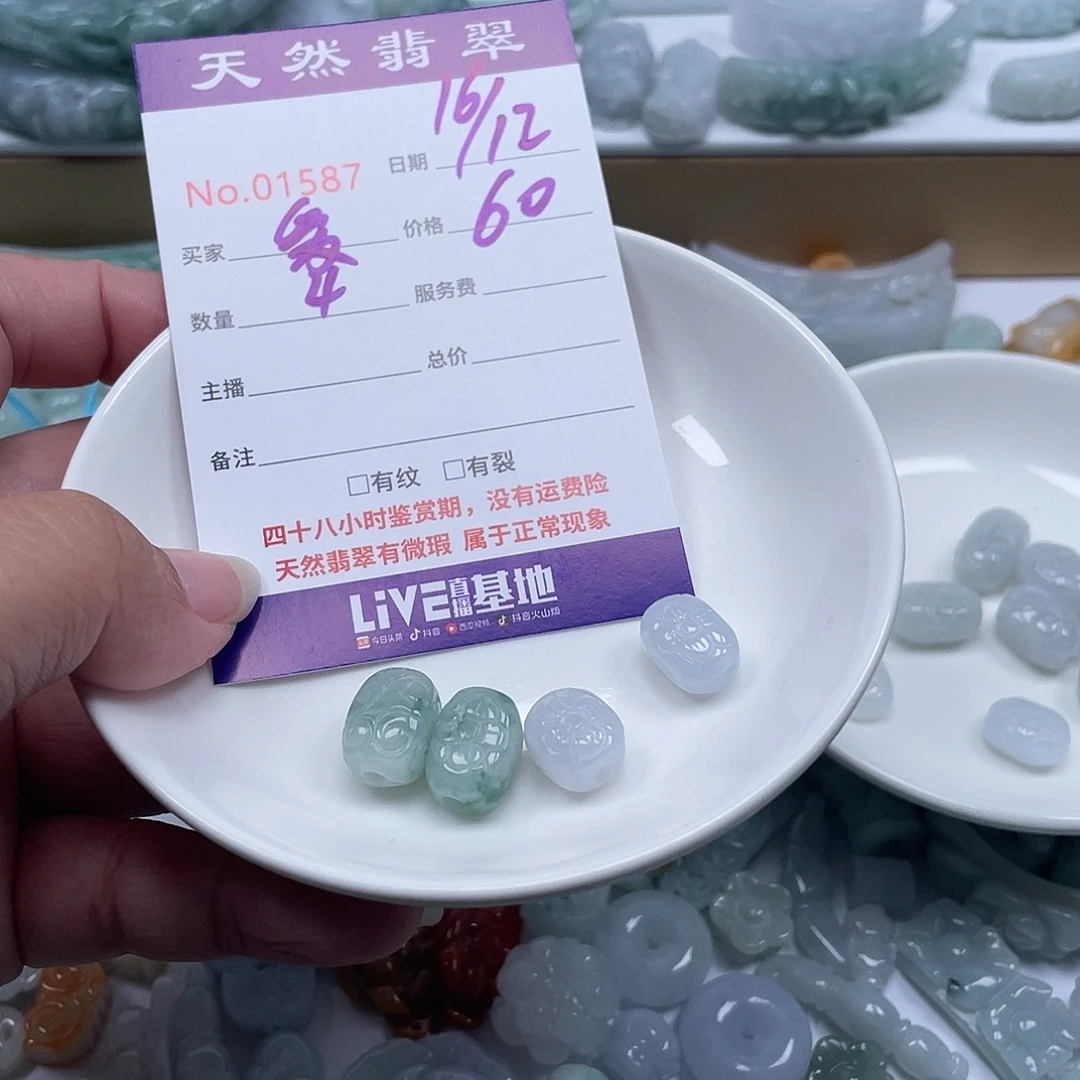 天然翡翠
No.01587 日期 16/12
买家 价格 60
数量 4 服务费
主播 总价
备注
□有纹 □有裂
四十八小时鉴赏期，没有运费险
天然翡翠有微瑕 属于正常现象
LiVE直播基地
今日头条 抖音 西瓜视频 抖音火山版